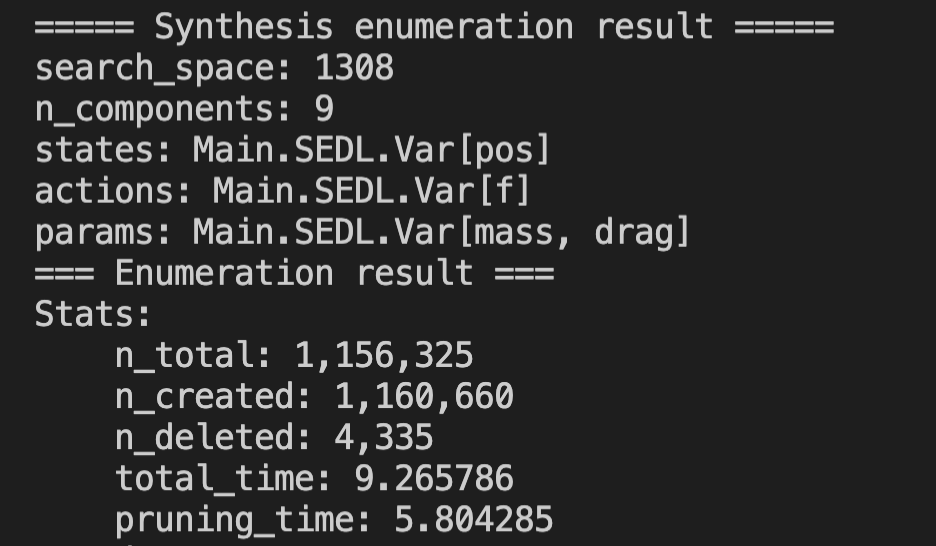 ===== Synthesis enumeration result =====
search_space: 1308
n_components: 9
states: Main.SEDL.Var[pos]
actions: Main.SEDL.Var[f]
params: Main.SEDL.Var[mass, drag]
=== Enumeration result ===
Stats:
    n_total: 1,156,325
    n_created: 1,160,660
    n_deleted: 4,335
    total_time: 9.265786
    pruning_time: 5.804285